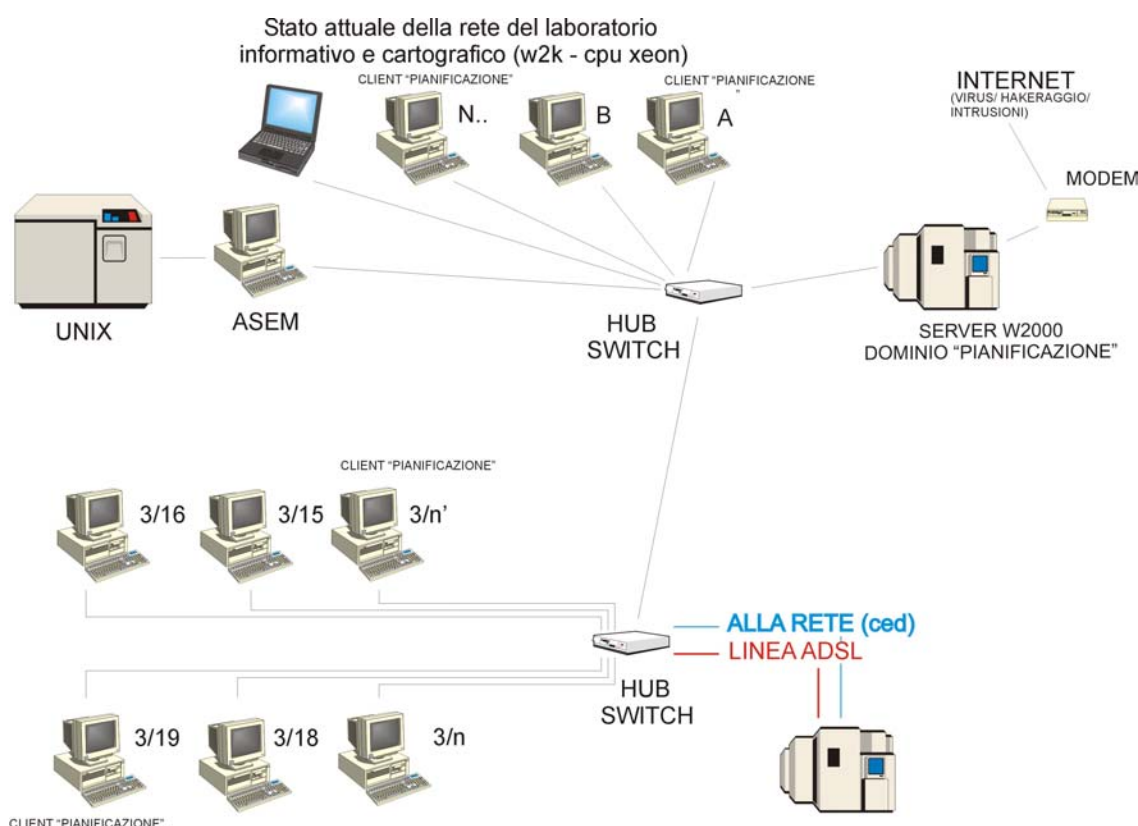 Stato attuale della rete del laboratorio
informativo e cartografico (w2k - cpu xeon)
CLIENT “PIANIFICAZIONE”
CLIENT “PIANIFICAZIONE
”
N..
B
A
INTERNET
(VIRUS/ HAKERAGGIO/
INTRUSIONI)
MODEM
UNIX
ASEM
HUB
SWITCH
SERVER W2000
DOMINIO “PIANIFICAZIONE”
CLIENT “PIANIFICAZIONE”
3/16
3/15
3/n’
ALLA RETE (ced)
LINEA ADSL
HUB
SWITCH
3/19
3/18
3/n
CLIENT “PIANIFICAZIONE”